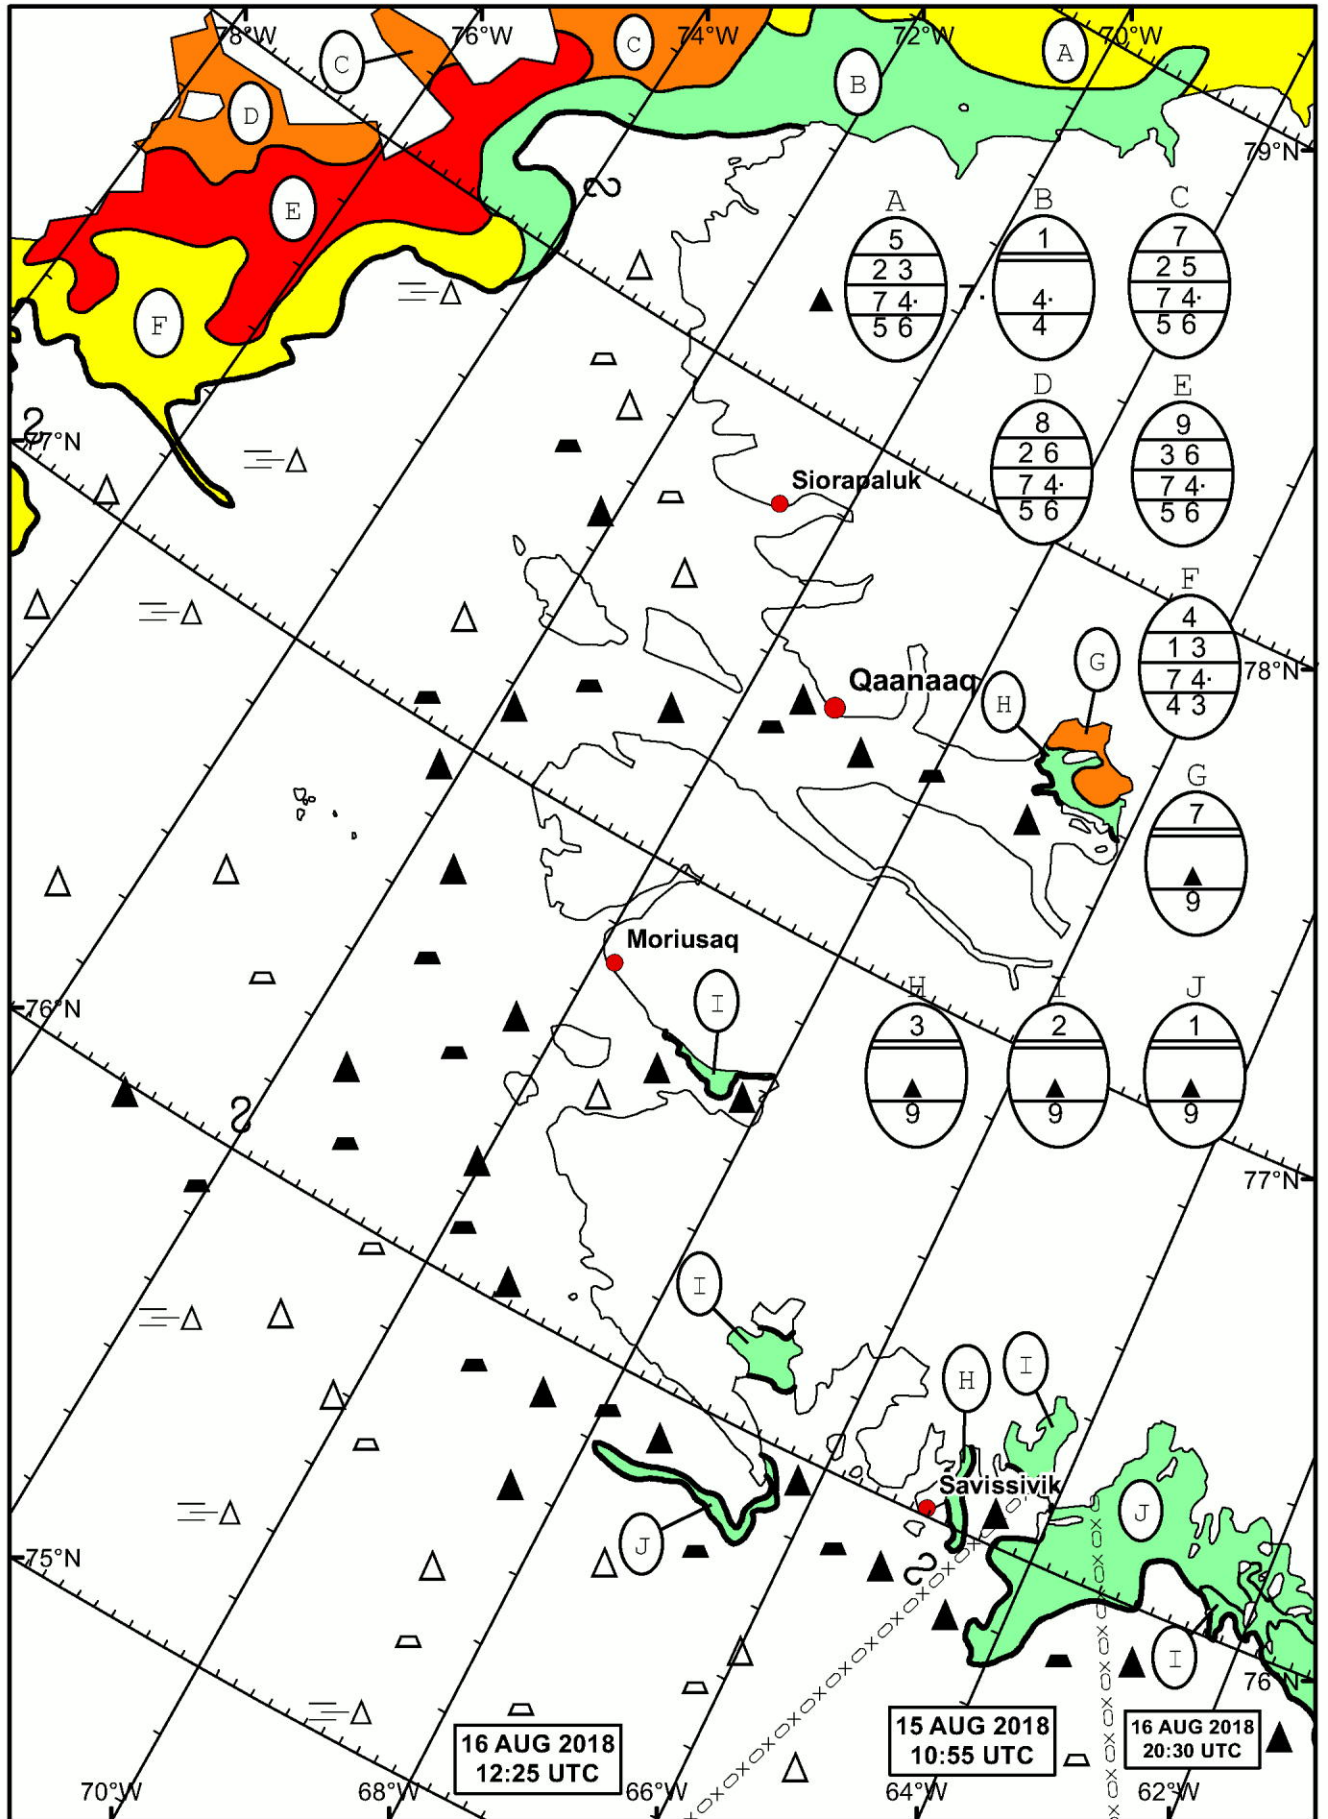 78°W
76°W
74°W
72°W
70°W
C
C
A
B
D
79°N
E
A
B
C
5
1
7
2 3
2 5
7 4·
7·
4·
7 4·
5 6
4
5 6
F
D
E
8
9
2 6
3 6
77°N
7 4·
7 4·
Siorapaluk
5 6
5 6
F
4
1 3
G
78°N
Qaanaaq
7 4·
H
4 3
G
7
9
Moriusaq
I
H
I
J
76°N
3
2
1
9
9
9
77°N
I
I
H
Savissivik
J
J
75°N
I
76°N
15 AUG 2018
10:55 UTC
16 AUG 2018
20:30 UTC
16 AUG 2018
12:25 UTC
70°W
68°W
66°W
64°W
62°W